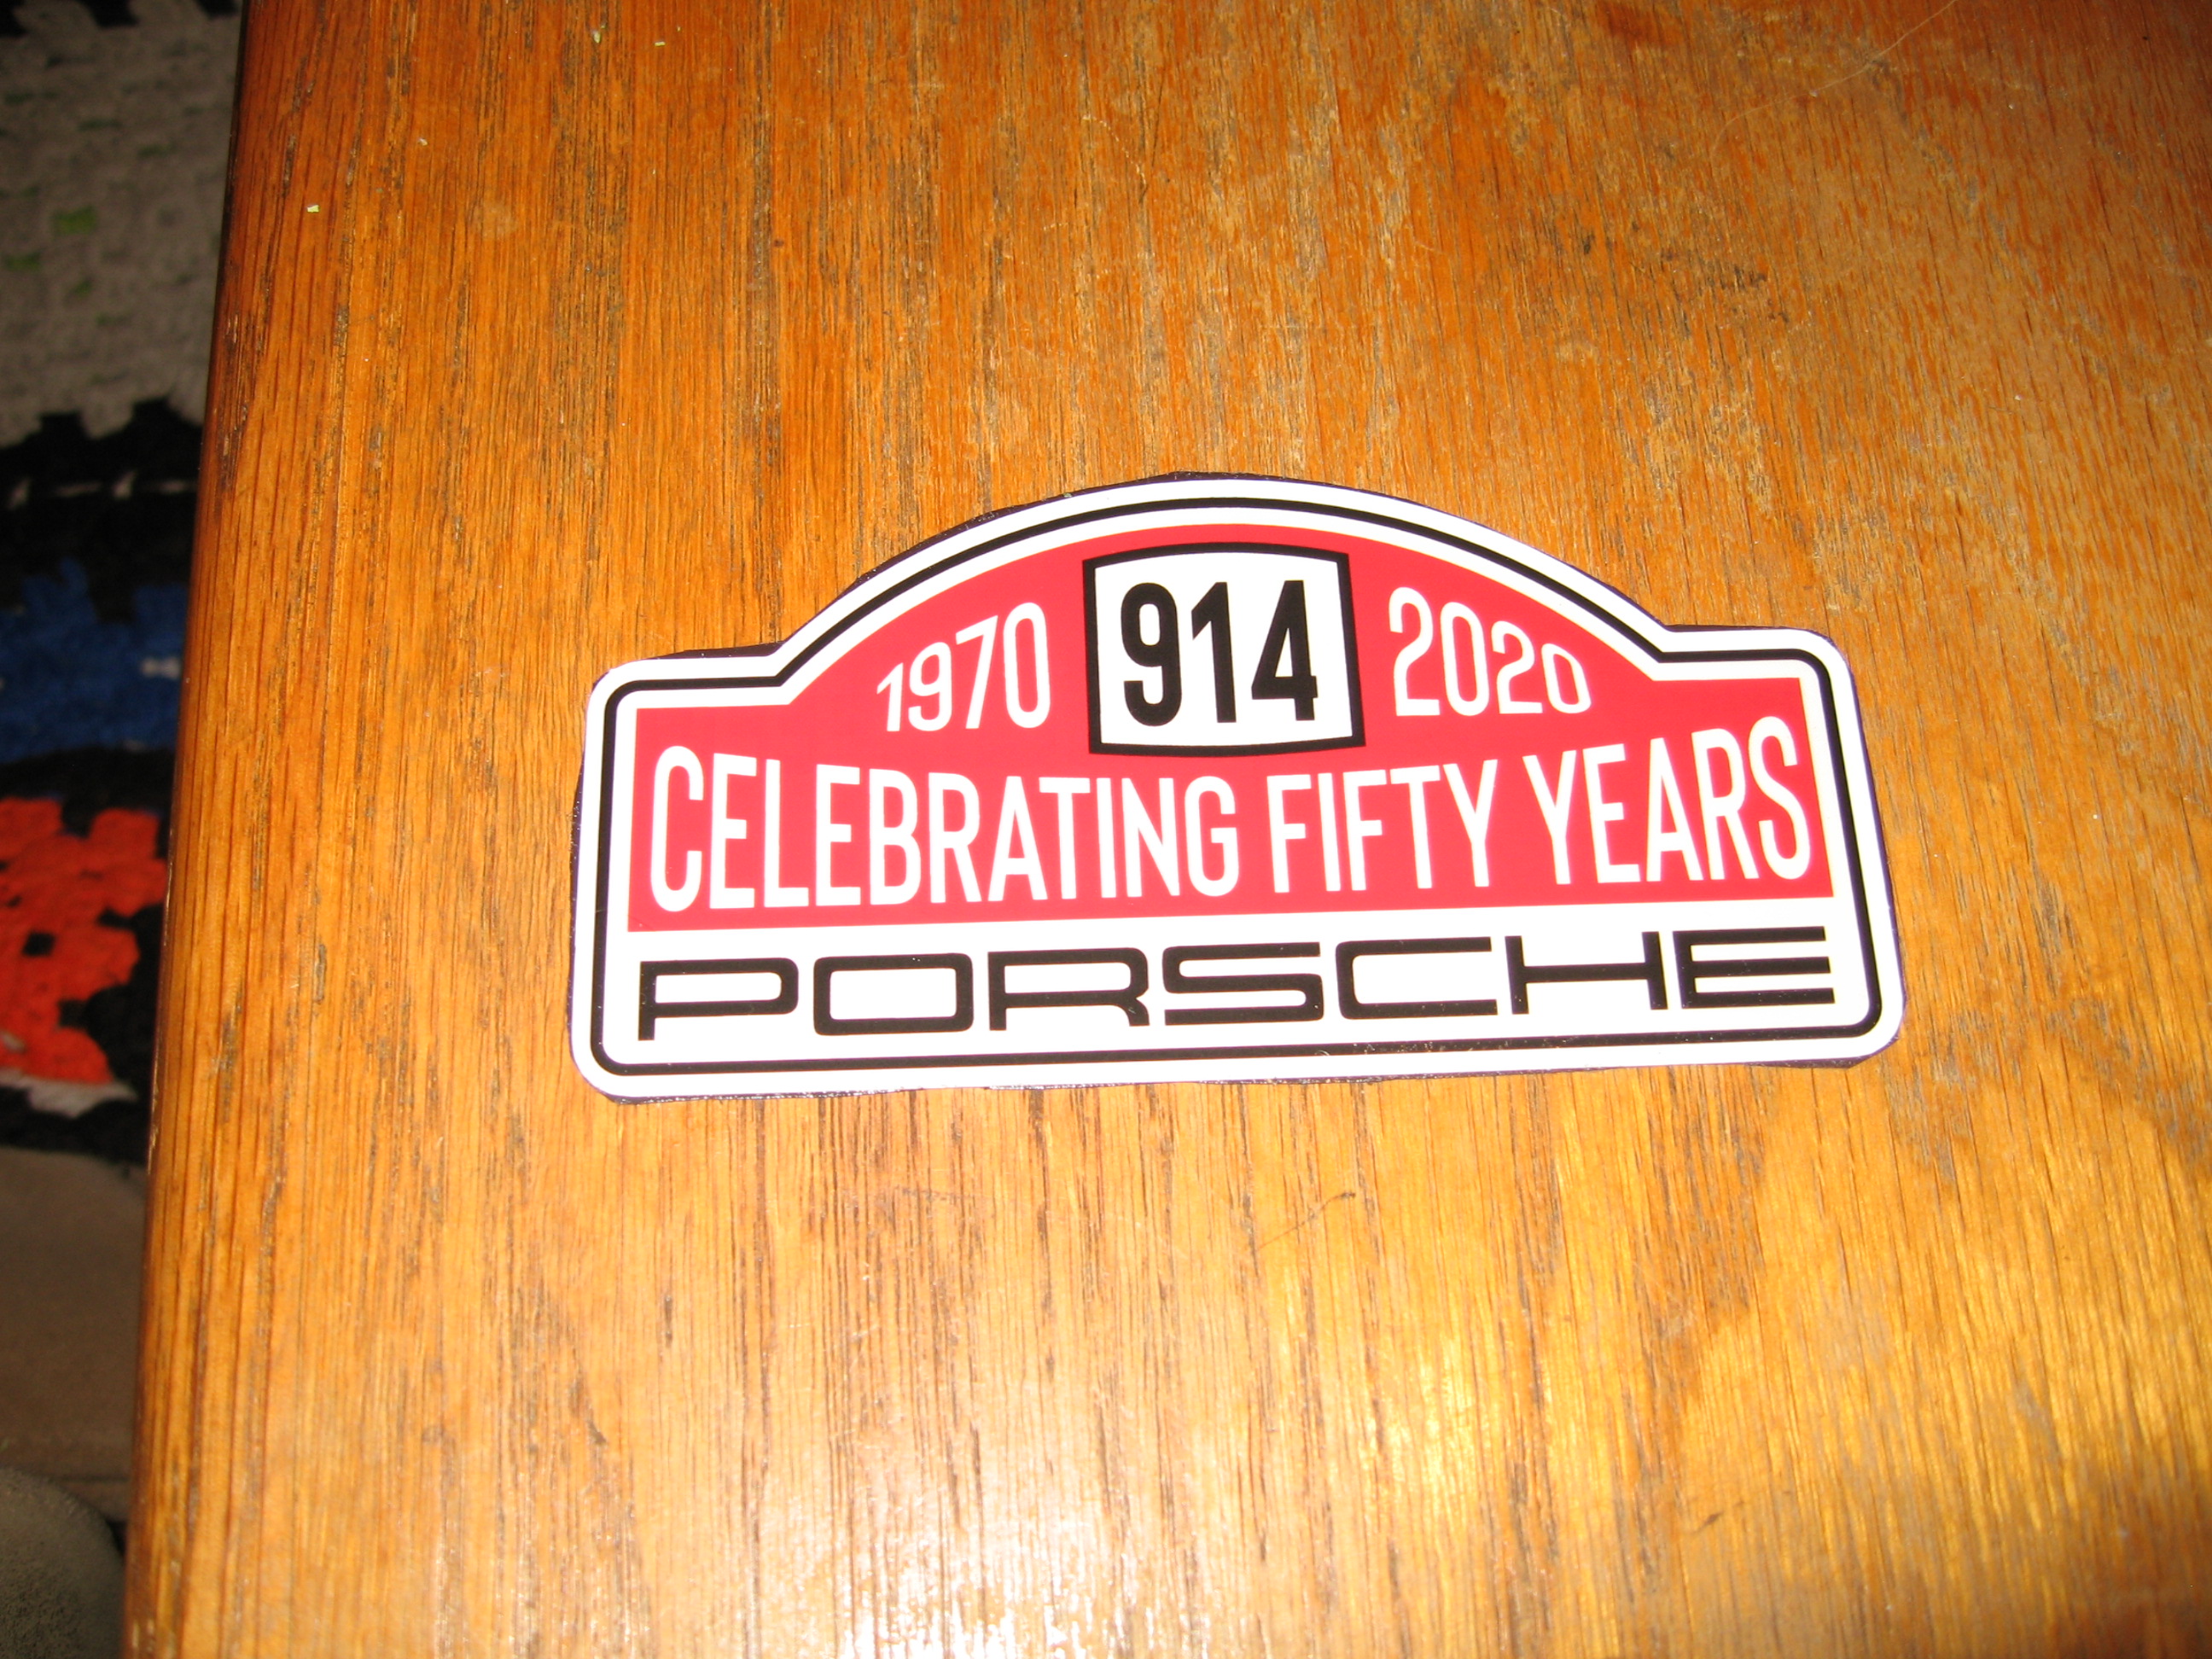 1970 914 2020
CELEBRATING FIFTY YEARS
PORSCHE